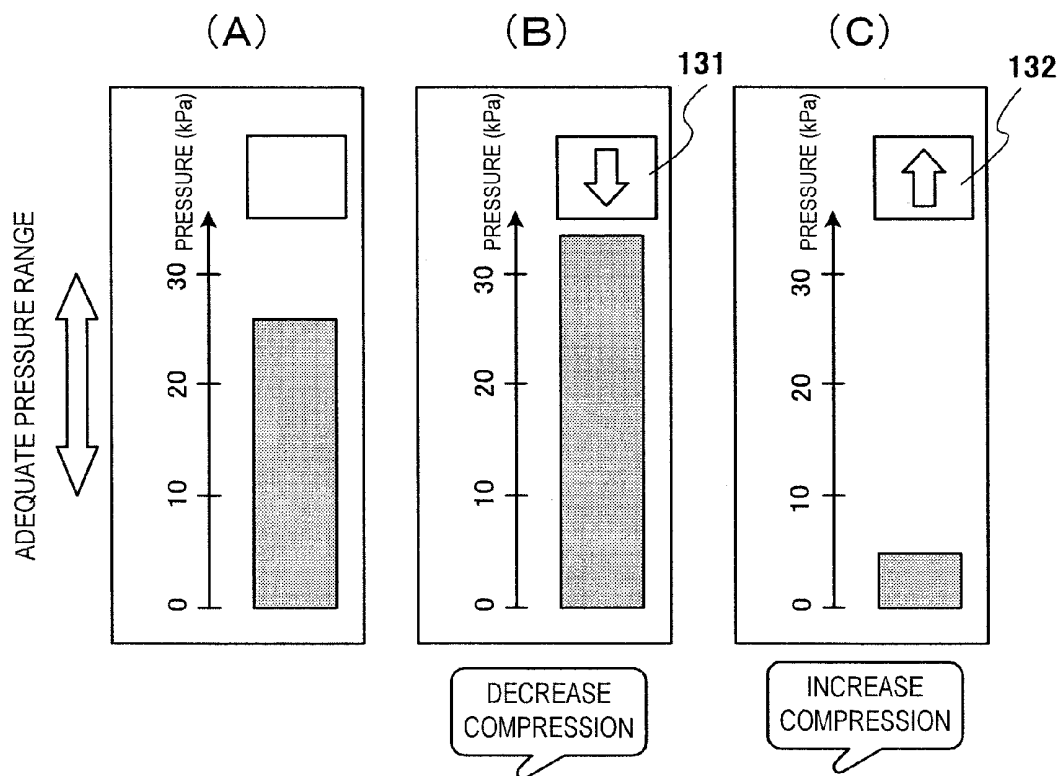 (A)
(B)
(C)
131
132
ADEQUATE PRESSURE RANGE
PRESSURE (kPa)
30
20
10
0
PRESSURE (kPa)
30
20
10
0
PRESSURE (kPa)
30
20
10
0
DECREASE
COMPRESSION
INCREASE
COMPRESSION